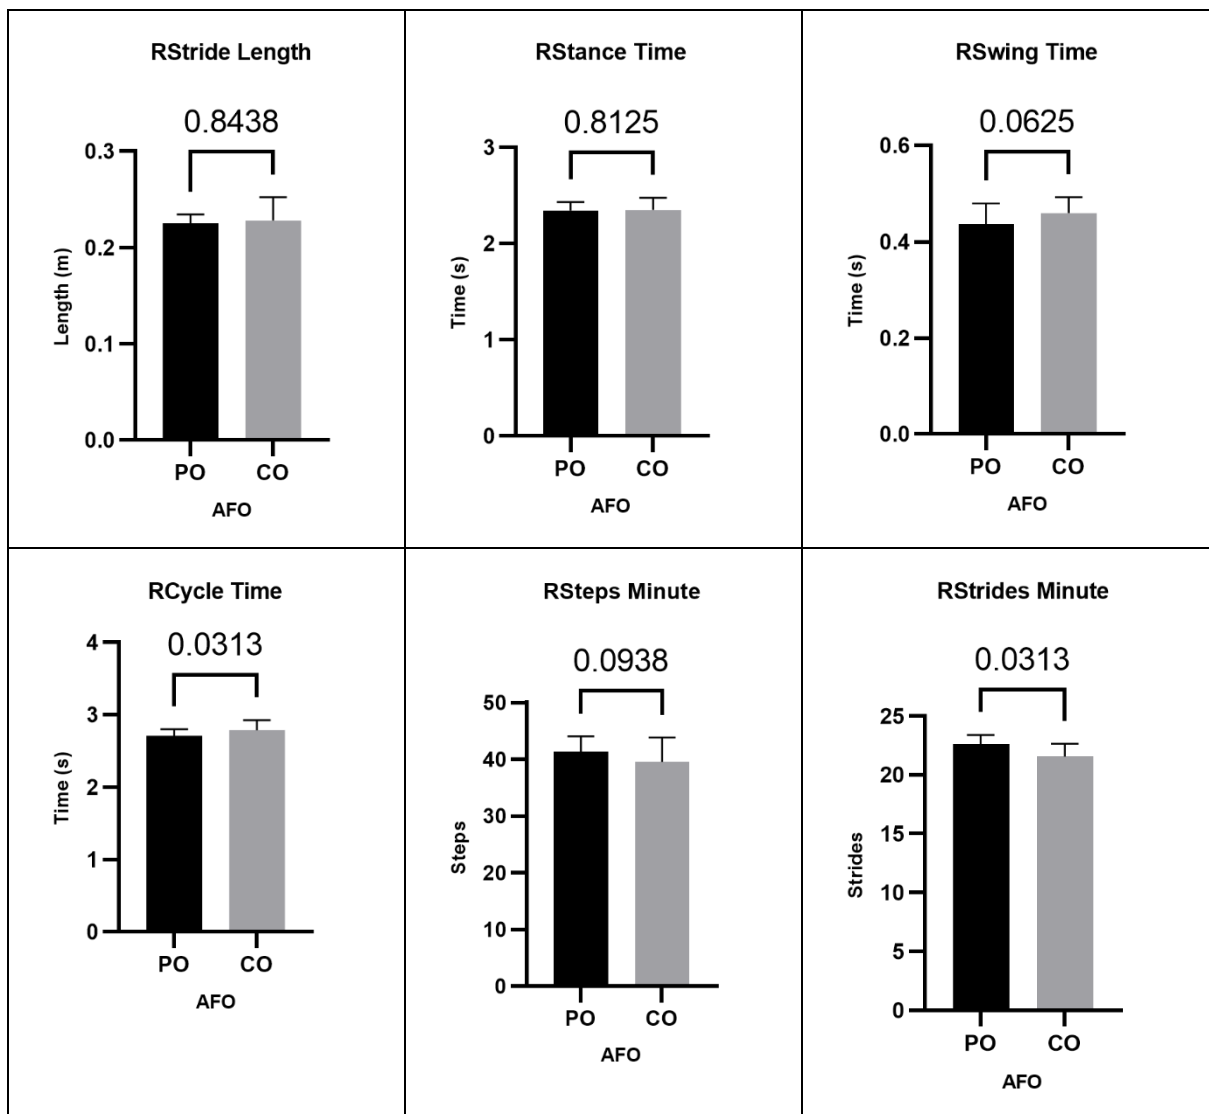 RStride Length
0.8438
0.3
0.2
0.1
0.0
Length (m)
PO CO
AFO
RStance Time
0.8125
3
2
1
0
Time (s)
PO CO
AFO
RSwing Time
0.0625
0.6
0.4
0.2
0.0
Time (s)
PO CO
AFO
RCycle Time
0.0313
4
3
2
1
0
Time (s)
PO CO
AFO
RSteps Minute
0.0938
50
40
30
20
10
0
Steps
PO CO
AFO
RStrides Minute
0.0313
25
20
15
10
5
0
Strides
PO CO
AFO